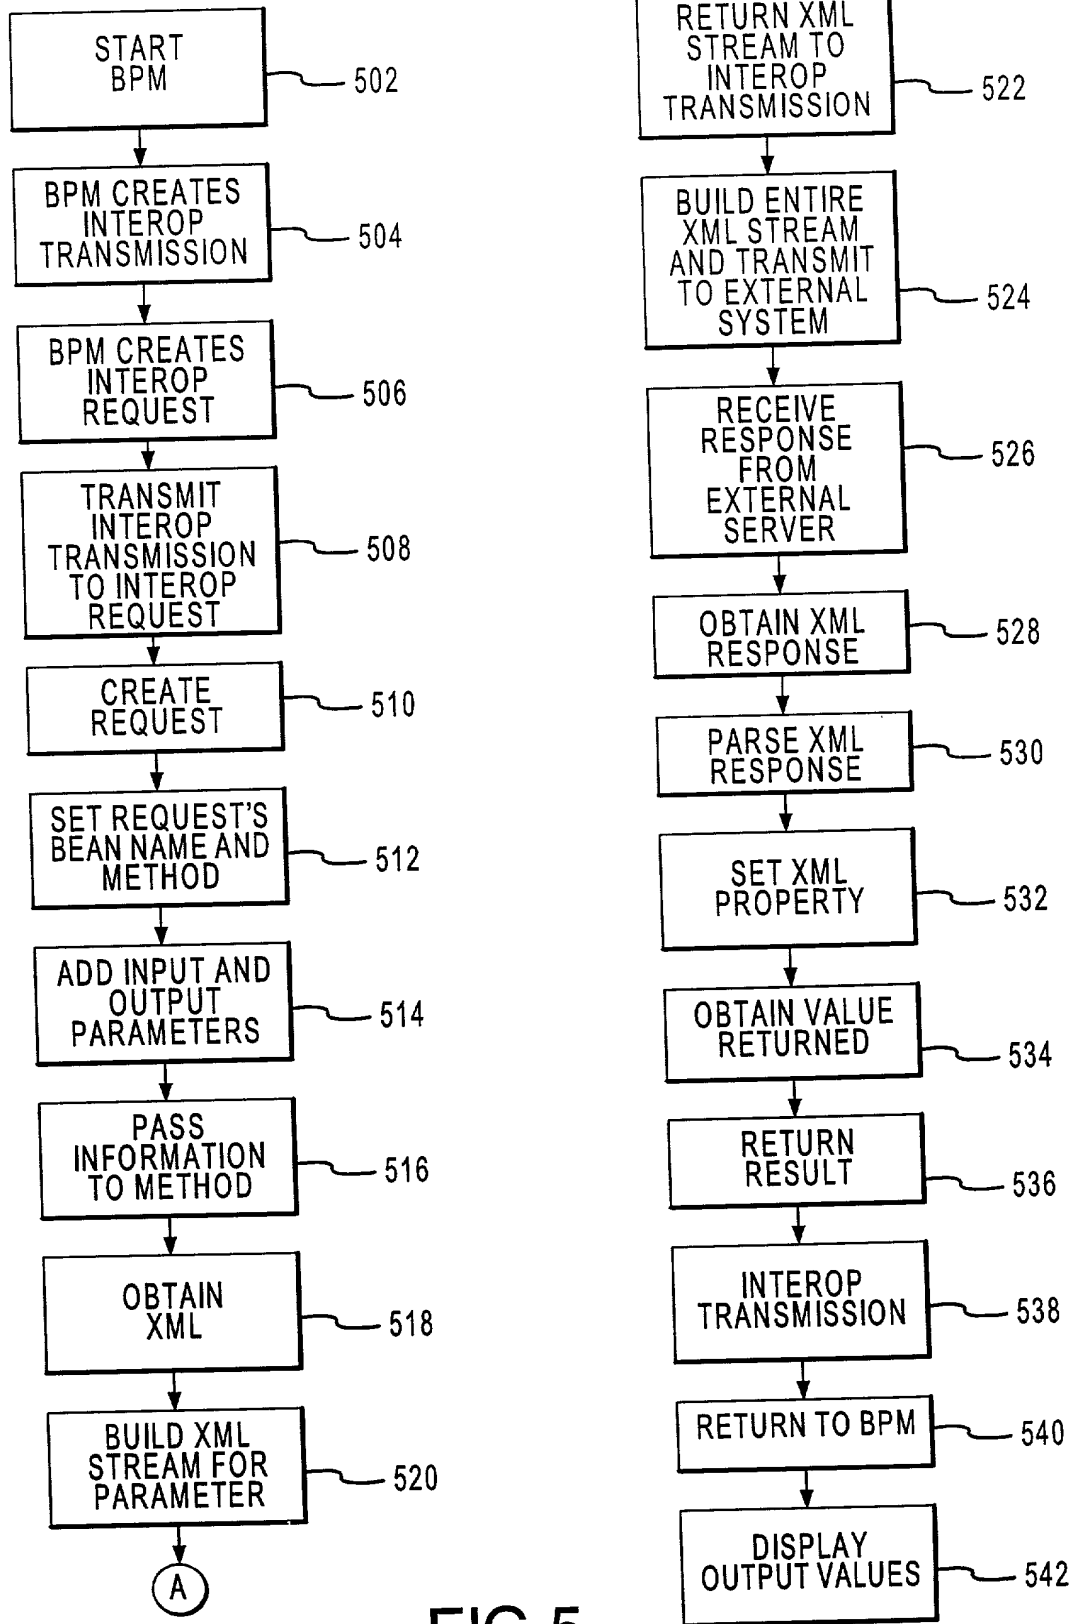 START
BPM
502
BPM CREATES
INTEROP
TRANSMISSION
504
BPM CREATES
INTEROP
REQUEST
506
TRANSMIT
INTEROP
TRANSMISSION
TO INTEROP
REQUEST
508
CREATE
REQUEST
510
SET REQUEST'S
BEAN NAME AND
METHOD
512
ADD INPUT AND
OUTPUT
PARAMETERS
514
PASS
INFORMATION
TO METHOD
516
OBTAIN
XML
518
BUILD XML
STREAM FOR
PARAMETER
520
A
RETURN XML
STREAM TO
INTEROP
TRANSMISSION
522
BUILD ENTIRE
XML STREAM
AND TRANSMIT
TO EXTERNAL
SYSTEM
524
RECEIVE
RESPONSE
FROM
EXTERNAL
SERVER
526
OBTAIN XML
RESPONSE
528
PARSE XML
RESPONSE
530
SET XML
PROPERTY
532
OBTAIN VALUE
RETURNED
534
RETURN
RESULT
536
INTEROP
TRANSMISSION
538
RETURN TO BPM
540
DISPLAY
OUTPUT VALUES
542
FIG.5